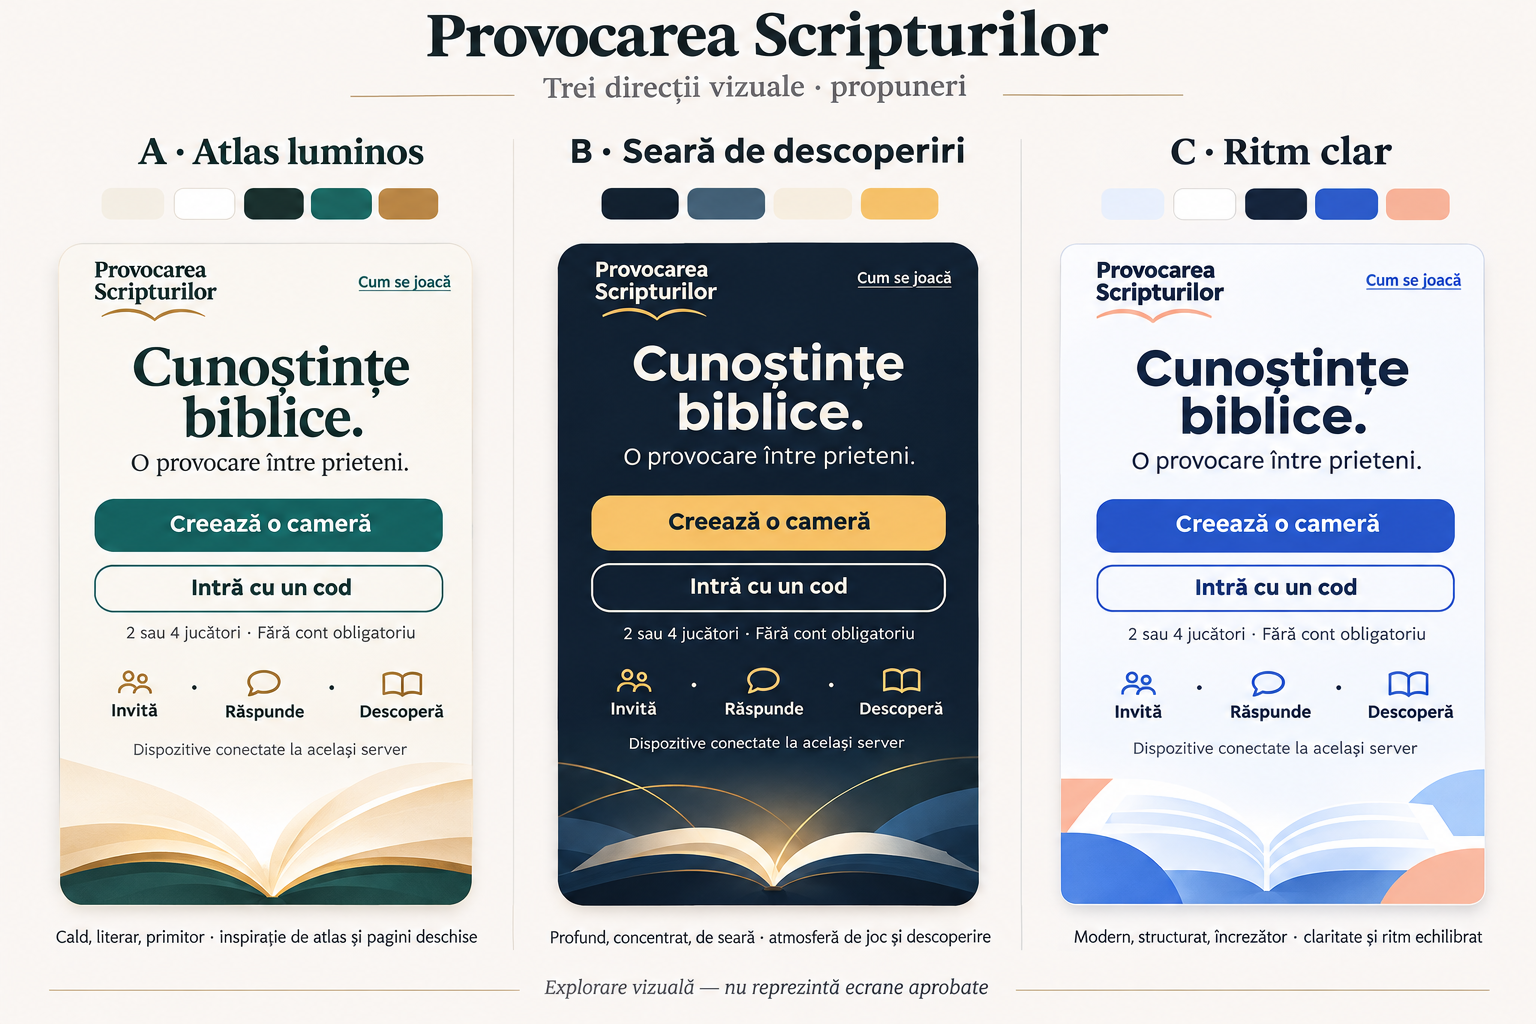 Provocarea Scripturilor
Trei direcții vizuale · propuneri
A · Atlas luminos
Provocarea
Scripturilor
Cum se joacă
Cunoștințe
biblice.
O provocare între prieteni.
Creează o cameră
Intră cu un cod
2 sau 4 jucători · Fără cont obligatoriu
Invită · Răspunde · Descoperă
Dispozitive conectate la același server
Cald, literar, primitor · inspirație de atlas și pagini deschise
B · Seară de descoperiri
Provocarea
Scripturilor
Cum se joacă
Cunoștințe
biblice.
O provocare între prieteni.
Creează o cameră
Intră cu un cod
2 sau 4 jucători · Fără cont obligatoriu
Invită · Răspunde · Descoperă
Dispozitive conectate la același server
Profund, concentrat, de seară · atmosferă de joc și descoperire
C · Ritm clar
Provocarea
Scripturilor
Cum se joacă
Cunoștințe
biblice.
O provocare între prieteni.
Creează o cameră
Intră cu un cod
2 sau 4 jucători · Fără cont obligatoriu
Invită · Răspunde · Descoperă
Dispozitive conectate la același server
Modern, structurat, încrezător · claritate și ritm echilibrat
Explorare vizuală — nu reprezintă ecrane aprobate